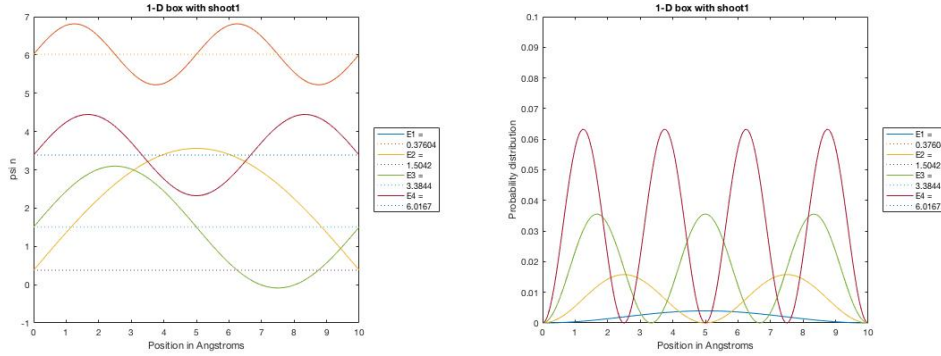 1-D box with shoot1
7
6
5
4
3
2
1
0
-1
psi n
0 1 2 3 4 5 6 7 8 9 10
Position in Angstroms
E1 =
0.37604
E2 =
1.5042
E3 =
3.3844
E4 =
6.0167
1-D box with shoot1
0.1
0.09
0.08
0.07
0.06
0.05
0.04
0.03
0.02
0.01
0
Probability distribution
0 1 2 3 4 5 6 7 8 9 10
Position in Angstroms
E1 =
0.37604
E2 =
1.5042
E3 =
3.3844
E4 =
6.0167